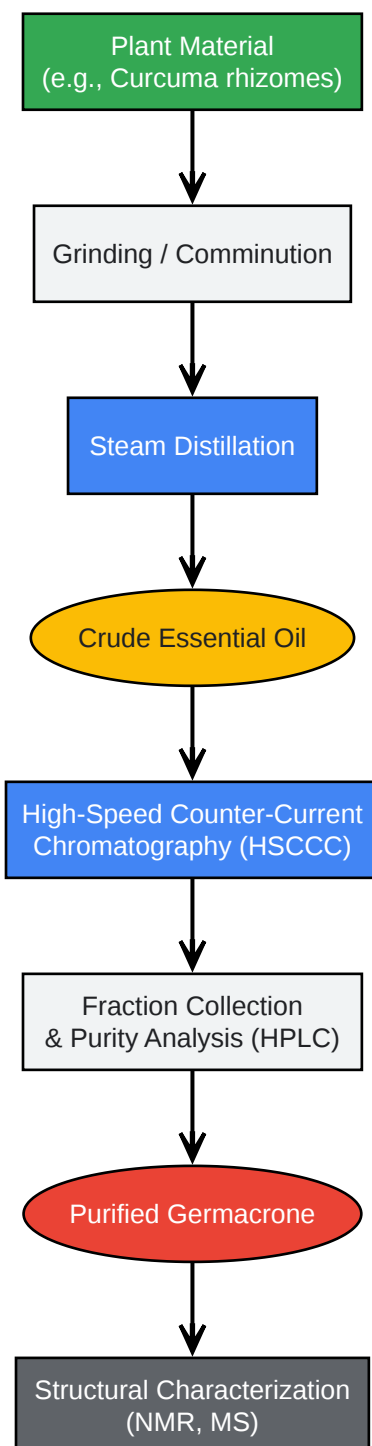 Plant Material
(e.g., Curcuma rhizomes)
Grinding / Comminution
Steam Distillation
Crude Essential Oil
High-Speed Counter-Current
Chromatography (HSCCC)
Fraction Collection
& Purity Analysis (HPLC)
Purified Germacrone
Structural Characterization
(NMR, MS)